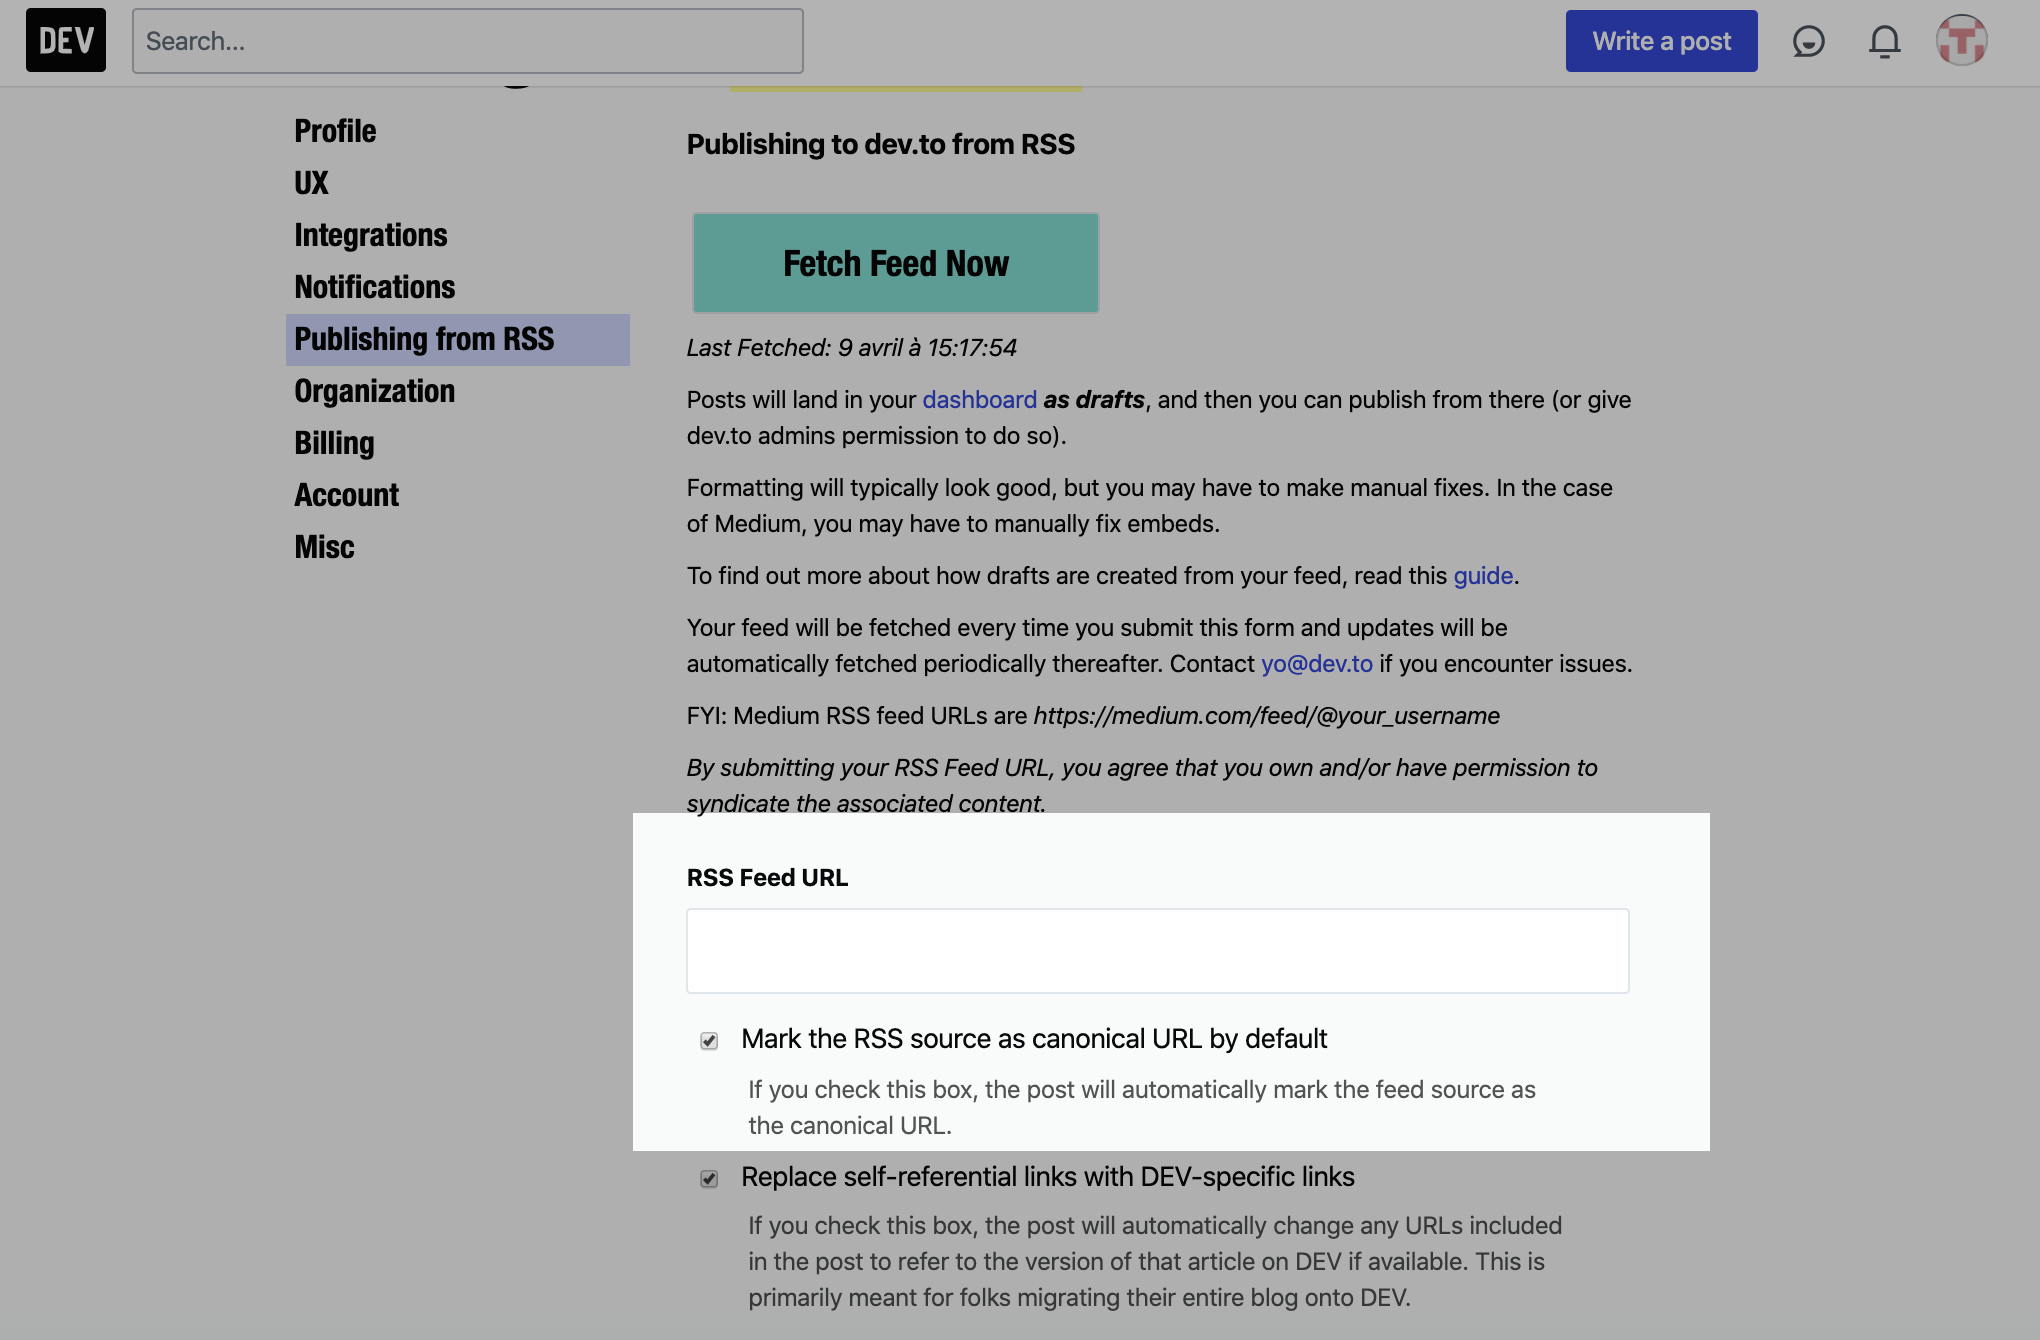 DEV
Search...
Write a post
Profile
UX
Integrations
Notifications
Publishing from RSS
Organization
Billing
Account
Misc
Publishing to dev.to from RSS
Fetch Feed Now
Last Fetched: 9 avril à 15:17:54
Posts will land in your dashboard as drafts, and then you can publish from there (or give
dev.to admins permission to do so).
Formatting will typically look good, but you may have to make manual fixes. In the case
of Medium, you may have to manually fix embeds.
To find out more about how drafts are created from your feed, read this guide.
Your feed will be fetched every time you submit this form and updates will be
automatically fetched periodically thereafter. Contact yo@dev.to if you encounter issues.
FYI: Medium RSS feed URLs are https://medium.com/feed/@your_username
By submitting your RSS Feed URL, you agree that you own and/or have permission to
syndicate the associated content.
RSS Feed URL
Mark the RSS source as canonical URL by default
If you check this box, the post will automatically mark the feed source as
the canonical URL.
Replace self-referential links with DEV-specific links
If you check this box, the post will automatically change any URLs included
in the post to refer to the version of that article on DEV if available. This is
primarily meant for folks migrating their entire blog onto DEV.